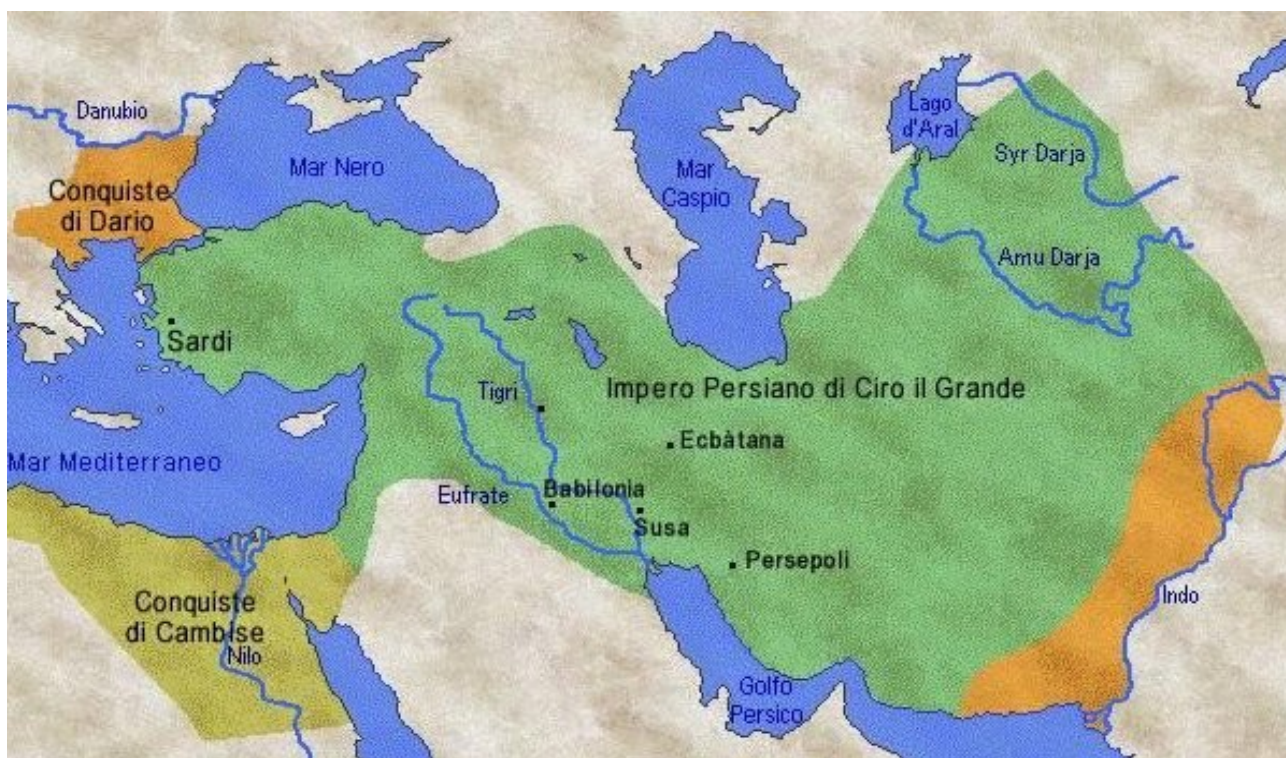 Danubio
Lago
d'Aral
Mar Nero
Mar
Caspio
Syr Darja
Conquiste
di Dario
Amu Darja
Sardi
Tigri
Impero Persiano di Ciro il Grande
Ecbàtana
Mar Mediterraneo
Eufrate
Babilonia
Susa
Persepoli
Conquiste
di Cambise
Nilo
Indo
Golfo
Persico